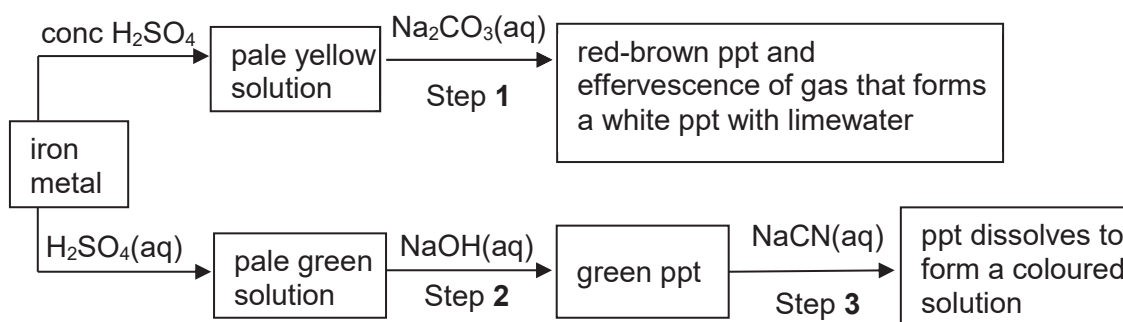 conc H₂SO₄
pale yellow
solution
Na₂CO₃(aq)
Step 1
red-brown ppt and
effervescence of gas that forms
a white ppt with limewater
iron
metal
H₂SO₄(aq)
pale green
solution
NaOH(aq)
Step 2
green ppt
NaCN(aq)
Step 3
ppt dissolves to
form a coloured
solution